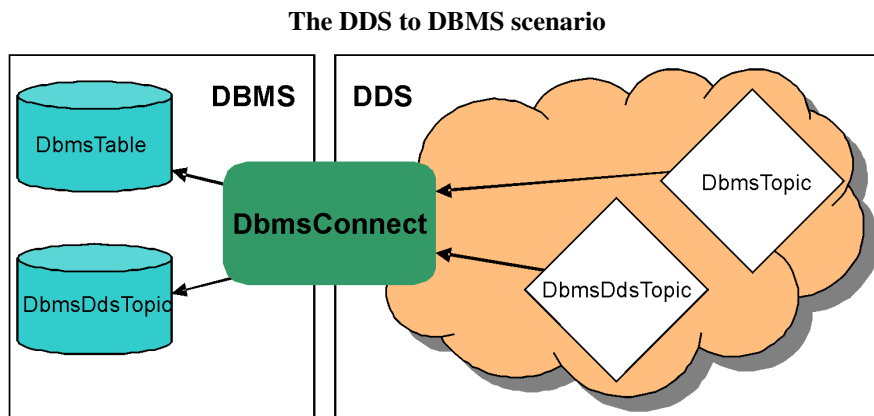 The DDS to DBMS scenario
DBMS
DDS
DbmsTable
DbmsTopic
DbmsConnect
DbmsDdsTopic
DbmsDdsTopic